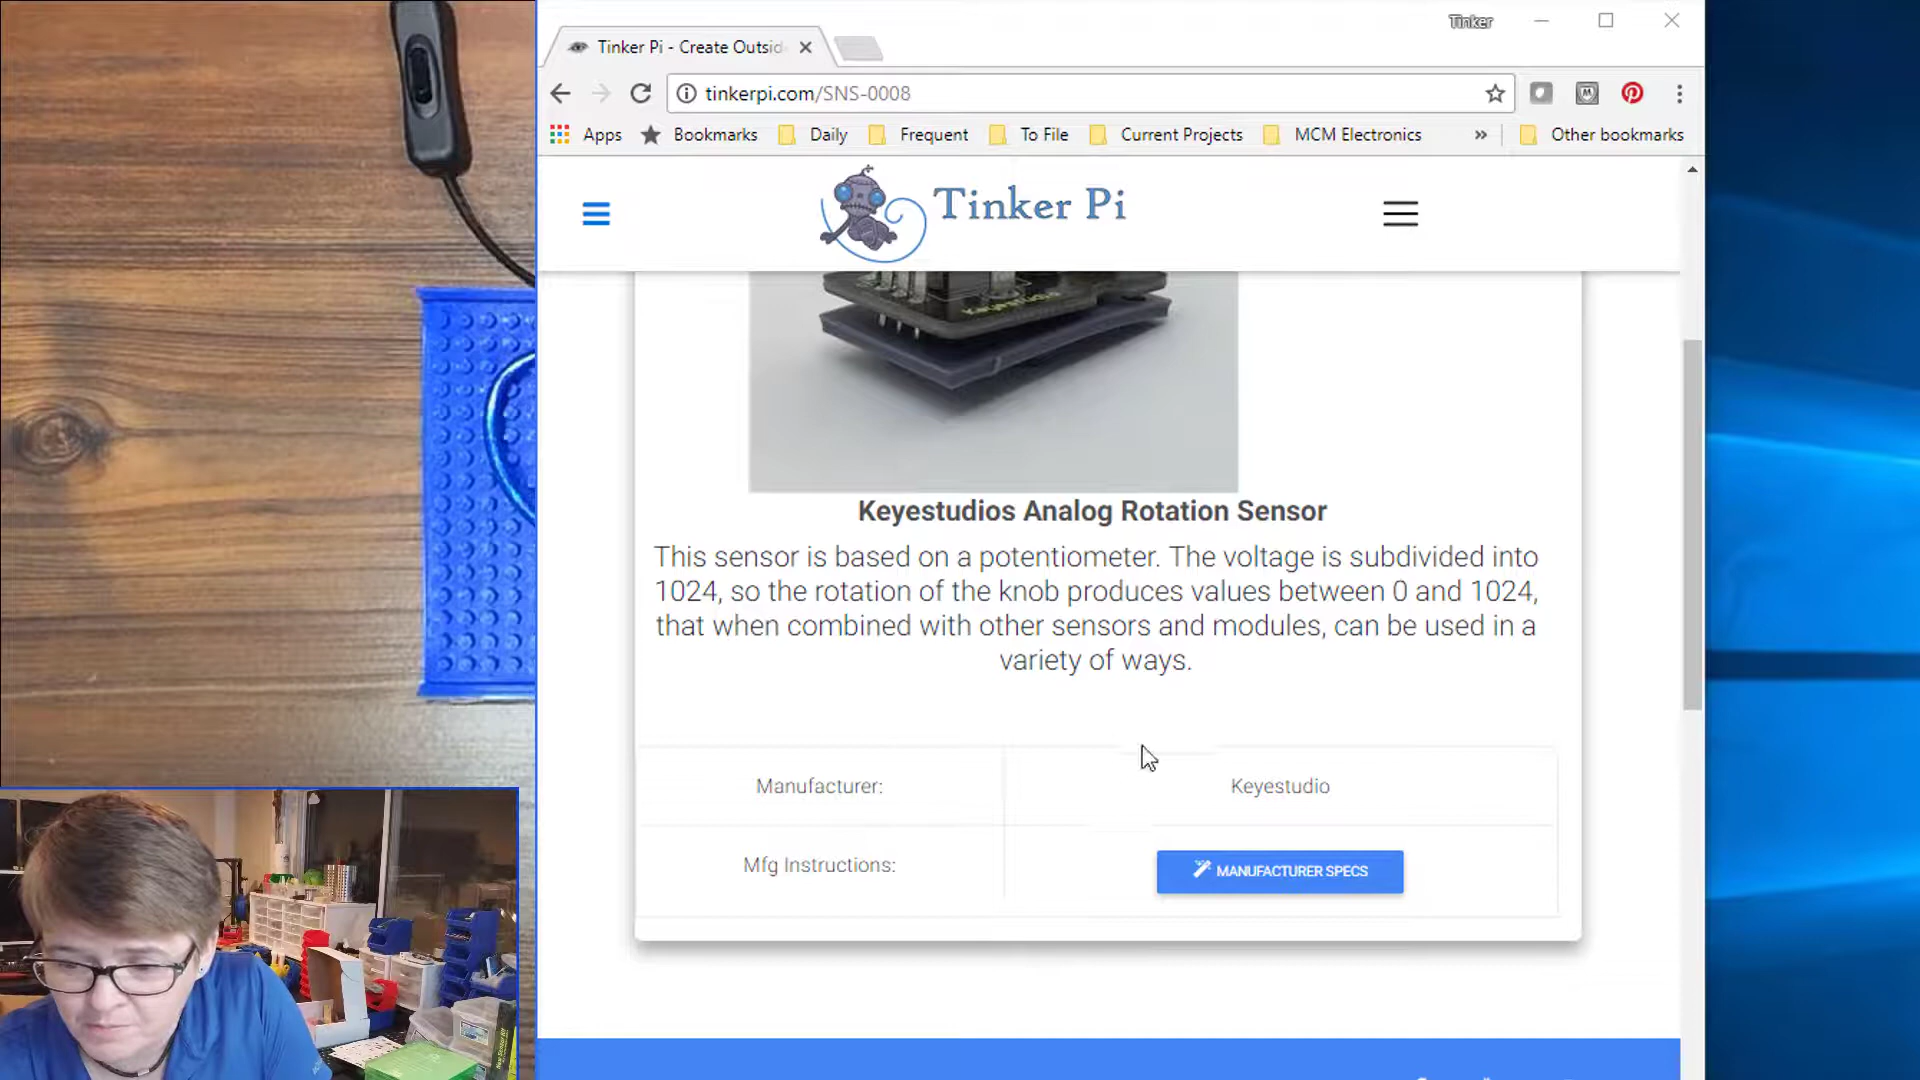 Tinker
Tinker Pi - Create Outsid
tinkerpi.com/SNS-0008
Apps Bookmarks Daily Frequent To File Current Projects MCM Electronics » Other bookmarks
Tinker Pi
Keyestudio
Keyestudios Analog Rotation Sensor
This sensor is based on a potentiometer. The voltage is subdivided into
1024, so the rotation of the knob produces values between 0 and 1024,
that when combined with other sensors and modules, can be used in a
variety of ways.
Manufacturer: Keyestudio
Mfg Instructions: MANUFACTURER SPECS